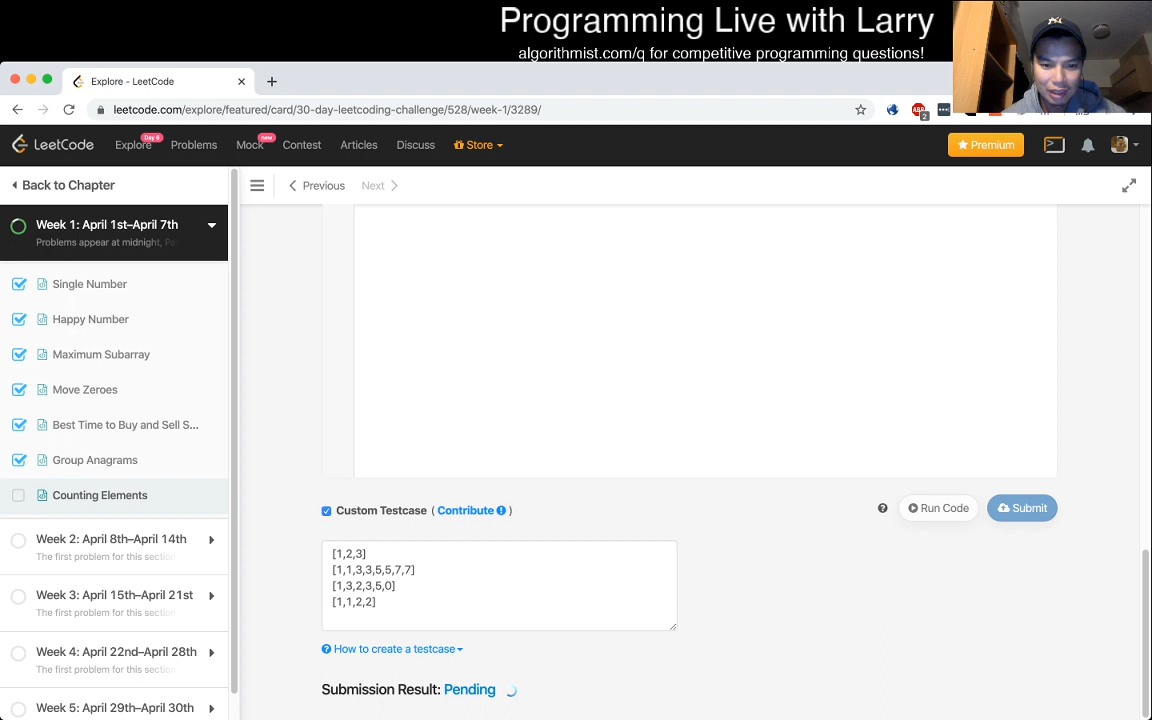 Programming Live with Larry
algorithmist.com/q for competitive programming questions!
Explore - LeetCode
leetcode.com/explore/featured/card/30-day-leetcoding-challenge/528/week-1/3289/
ABP
2
LeetCode
Explore
Day 6
Problems
Mock
new
Contest
Articles
Discuss
Store
Premium
Back to Chapter
Previous
Next
Week 1: April 1st–April 7th
Problems appear at midnight,
Single Number
Happy Number
Maximum Subarray
Move Zeroes
Best Time to Buy and Sell S...
Group Anagrams
Counting Elements
Week 2: April 8th–April 14th
The first problem for this section
Week 3: April 15th–April 21st
The first problem for this section
Week 4: April 22nd–April 28th
The first problem for this section
Week 5: April 29th–April 30th
Custom Testcase ( Contribute )
Run Code
Submit
[1,2,3]
[1,1,3,3,5,5,7,7]
[1,3,2,3,5,0]
[1,1,2,2]
How to create a testcase
Submission Result: Pending